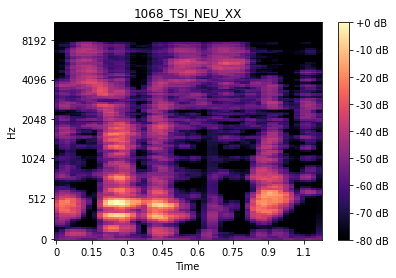 1068_TSI_NEU_XX
+0 dB
8192
-10 dB
4096
-20 dB
-30 dB
2048
Hz
-40 dB
1024
-50 dB
512
-60 dB
-70 dB
0
-80 dB
0 0.15 0.3 0.45 0.6 0.75 0.9 1.1
Time